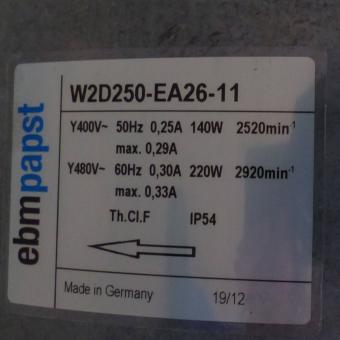 ebmpapst
W2D250-EA26-11
Y400V~ 50Hz 0,25A 140W 2520min-1
max. 0,29A
Y480V~ 60Hz 0,30A 220W 2920min-1
max. 0,33A
Th.Cl.F IP54
Made in Germany 19/12